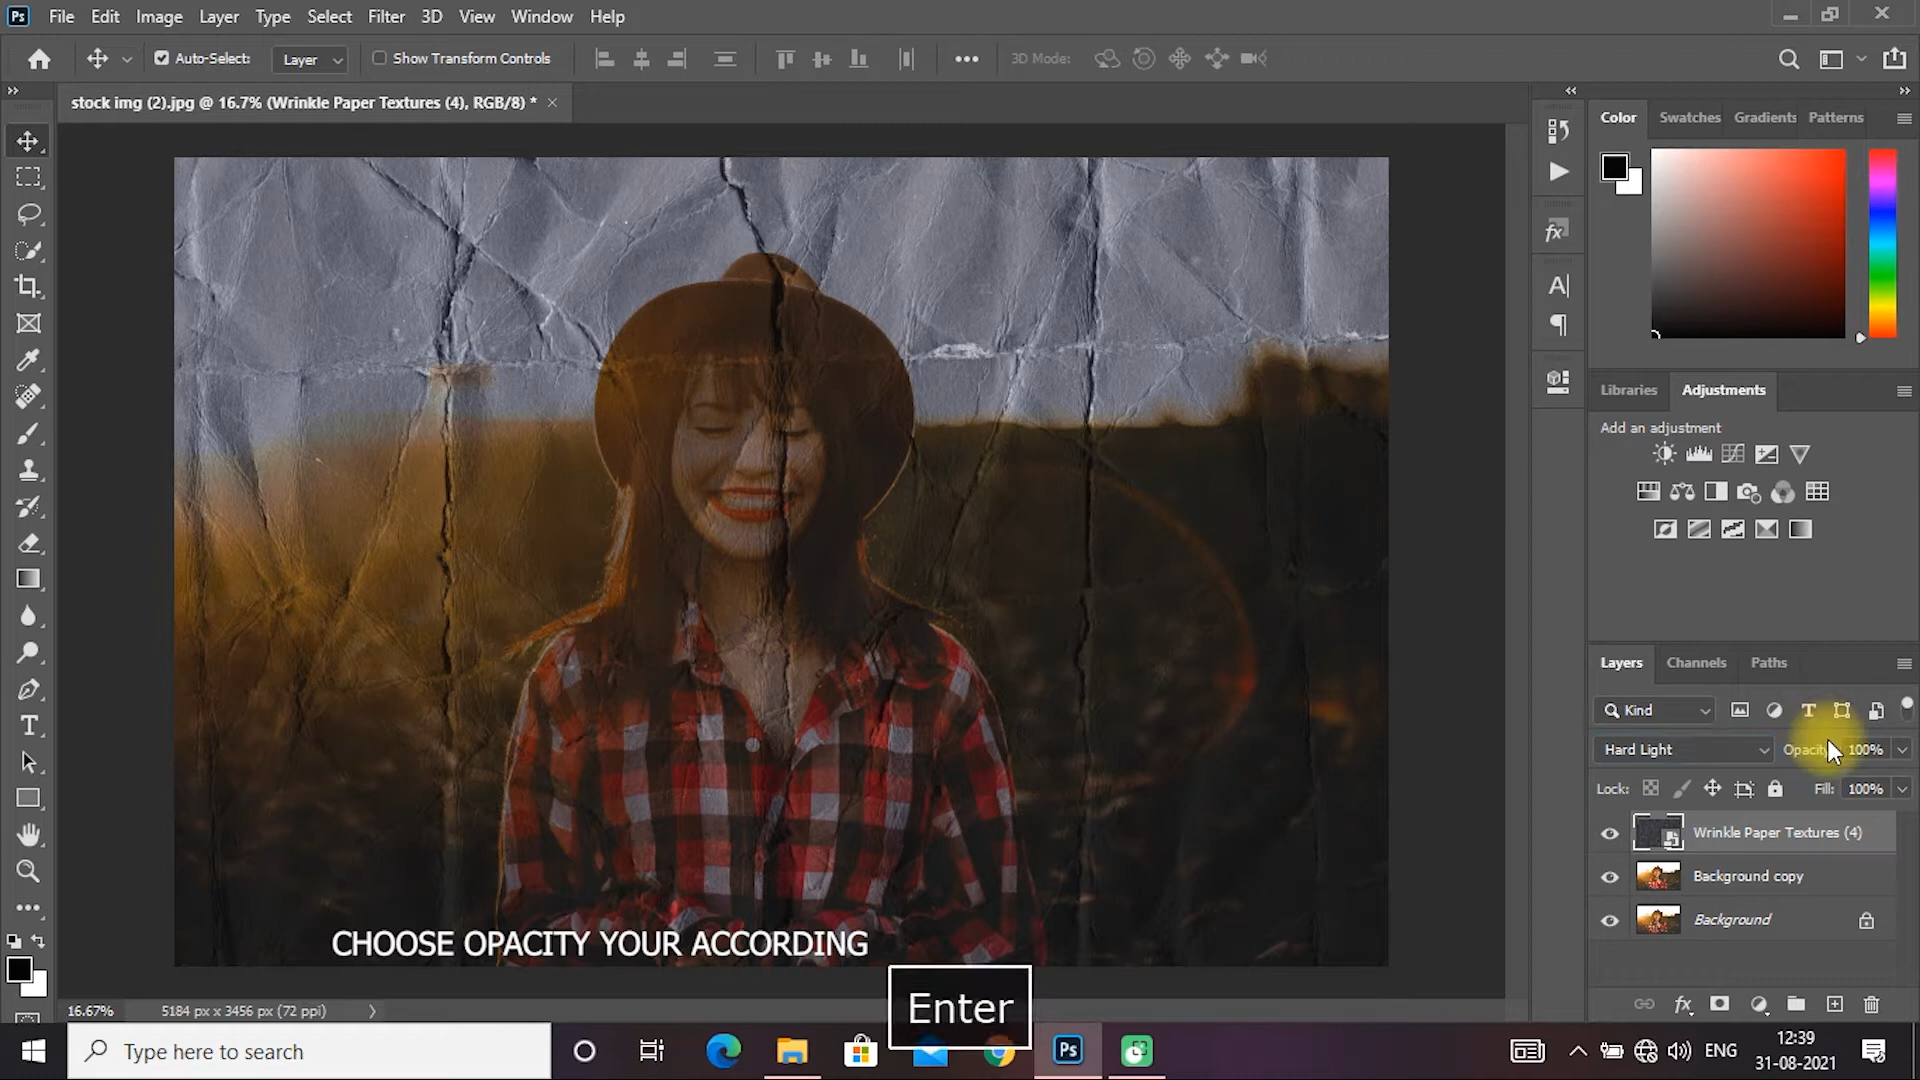 Ps File Edit Image Layer Type Select Filter 3D View Window Help
Auto-Select: Layer Show Transform Controls 3D Mode:
stock img (2).jpg @ 16.7% (Wrinkle Paper Textures (4), RGB/8) *
Color Swatches Gradients Patterns
Libraries Adjustments
Add an adjustment
Layers Channels Paths
Kind
Hard Light Opacity 100%
Lock: Fill: 100%
Wrinkle Paper Textures (4)
Background copy
Background
CHOOSE OPACITY YOUR ACCORDING
Enter
16.67% 5184 px x 3456 px (72 ppi)
Type here to search
Ps
ENG
12:39
31-08-2021